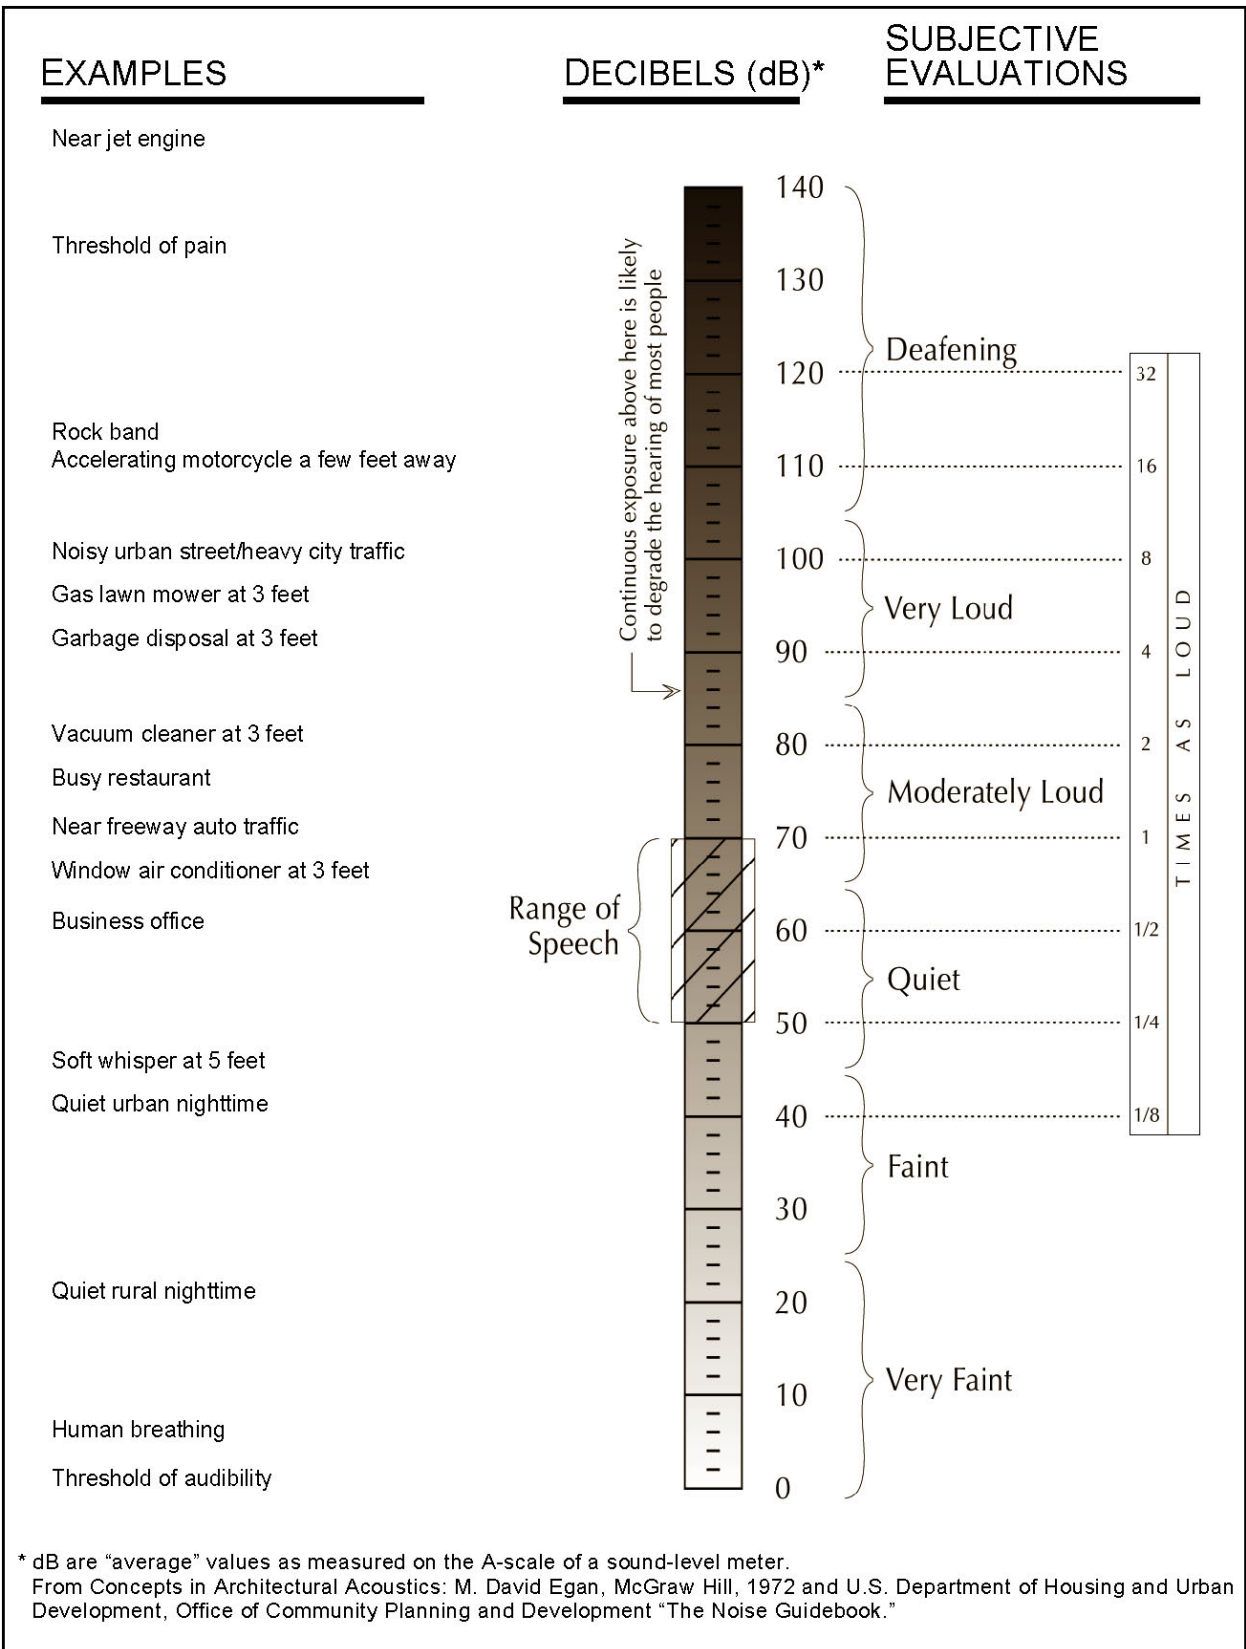 EXAMPLES
DECIBELS (dB)*
SUBJECTIVE
EVALUATIONS
Near jet engine
140
Threshold of pain
130
Continuous exposure above here is likely
to degrade the hearing of most people
Deafening
120
32
Rock band
Accelerating motorcycle a few feet away
110
16
Noisy urban street/heavy city traffic
100
8
Gas lawn mower at 3 feet
Very Loud
Garbage disposal at 3 feet
90
4
TIMES AS LOUD
Vacuum cleaner at 3 feet
80
2
Busy restaurant
Moderately Loud
Near freeway auto traffic
70
1
Window air conditioner at 3 feet
Range of
Speech
Business office
60
1/2
Quiet
50
1/4
Soft whisper at 5 feet
Quiet urban nighttime
40
1/8
Faint
30
Quiet rural nighttime
20
Very Faint
10
Human breathing
Threshold of audibility
0
* dB are “average” values as measured on the A-scale of a sound-level meter.
From Concepts in Architectural Acoustics: M. David Egan, McGraw Hill, 1972 and U.S. Department of Housing and Urban
Development, Office of Community Planning and Development “The Noise Guidebook.”